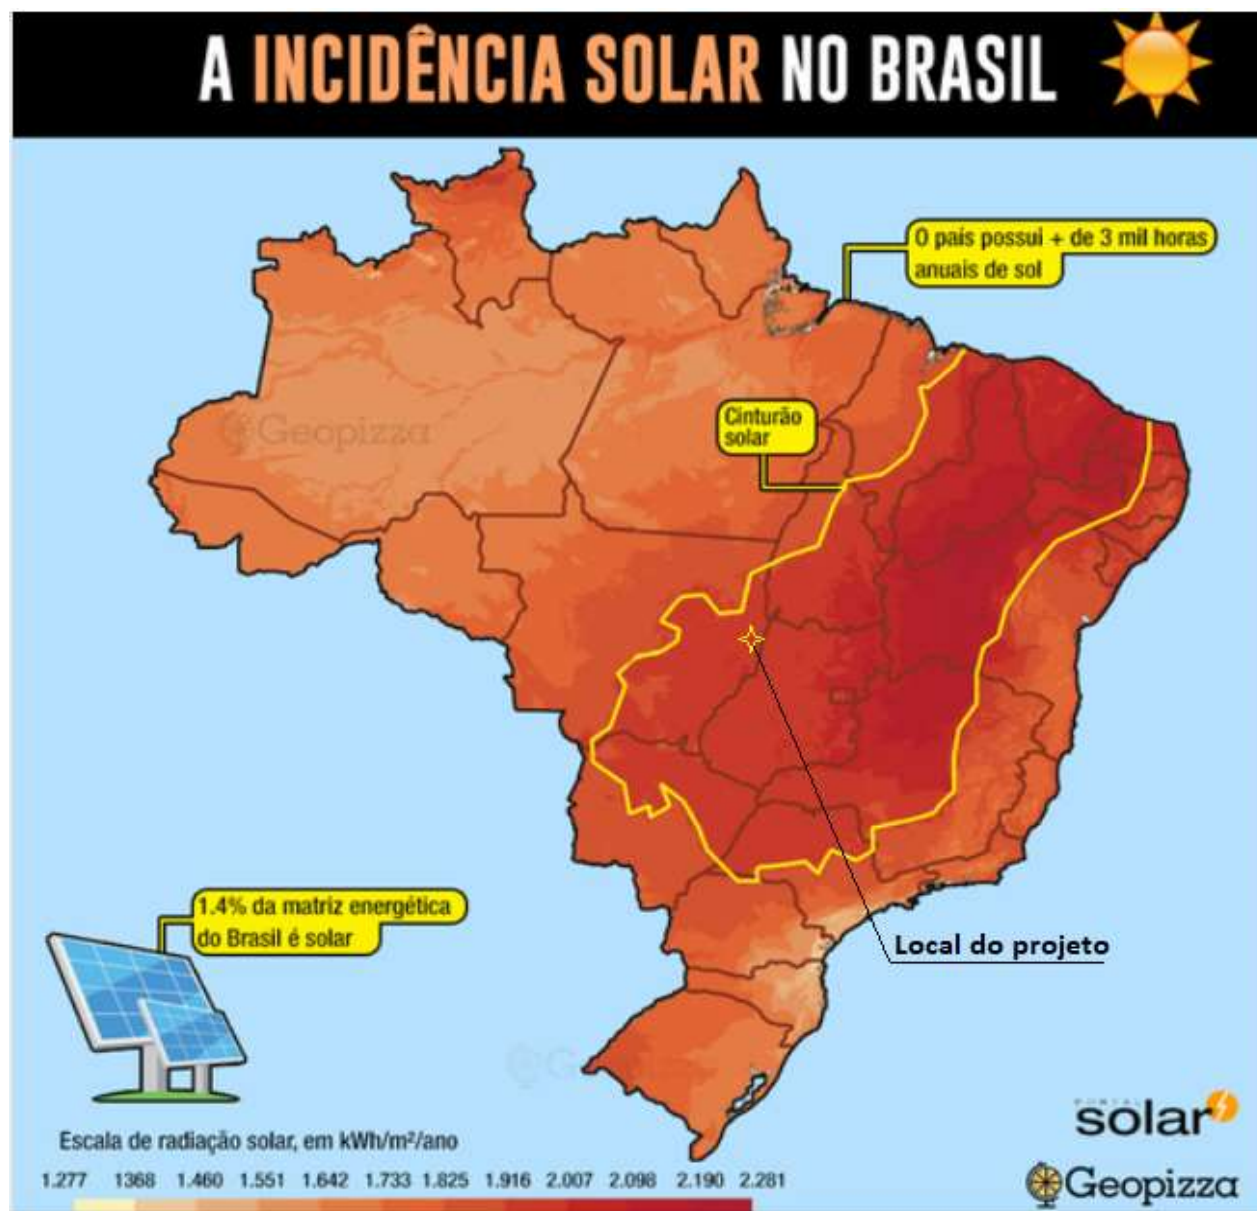 A INCIDÊNCIA SOLAR NO BRASIL
O país possui + de 3 mil horas
anuais de sol
Cinturão
solar
Geopizza
1.4% da matriz energética
do Brasil é solar
Local do projeto
Escala de radiação solar, em kWh/m²/ano
1.277 1368 1.460 1.551 1.642 1.733 1.825 1.916 2.007 2.098 2.190 2.281
PORTAL
solar
Geopizza